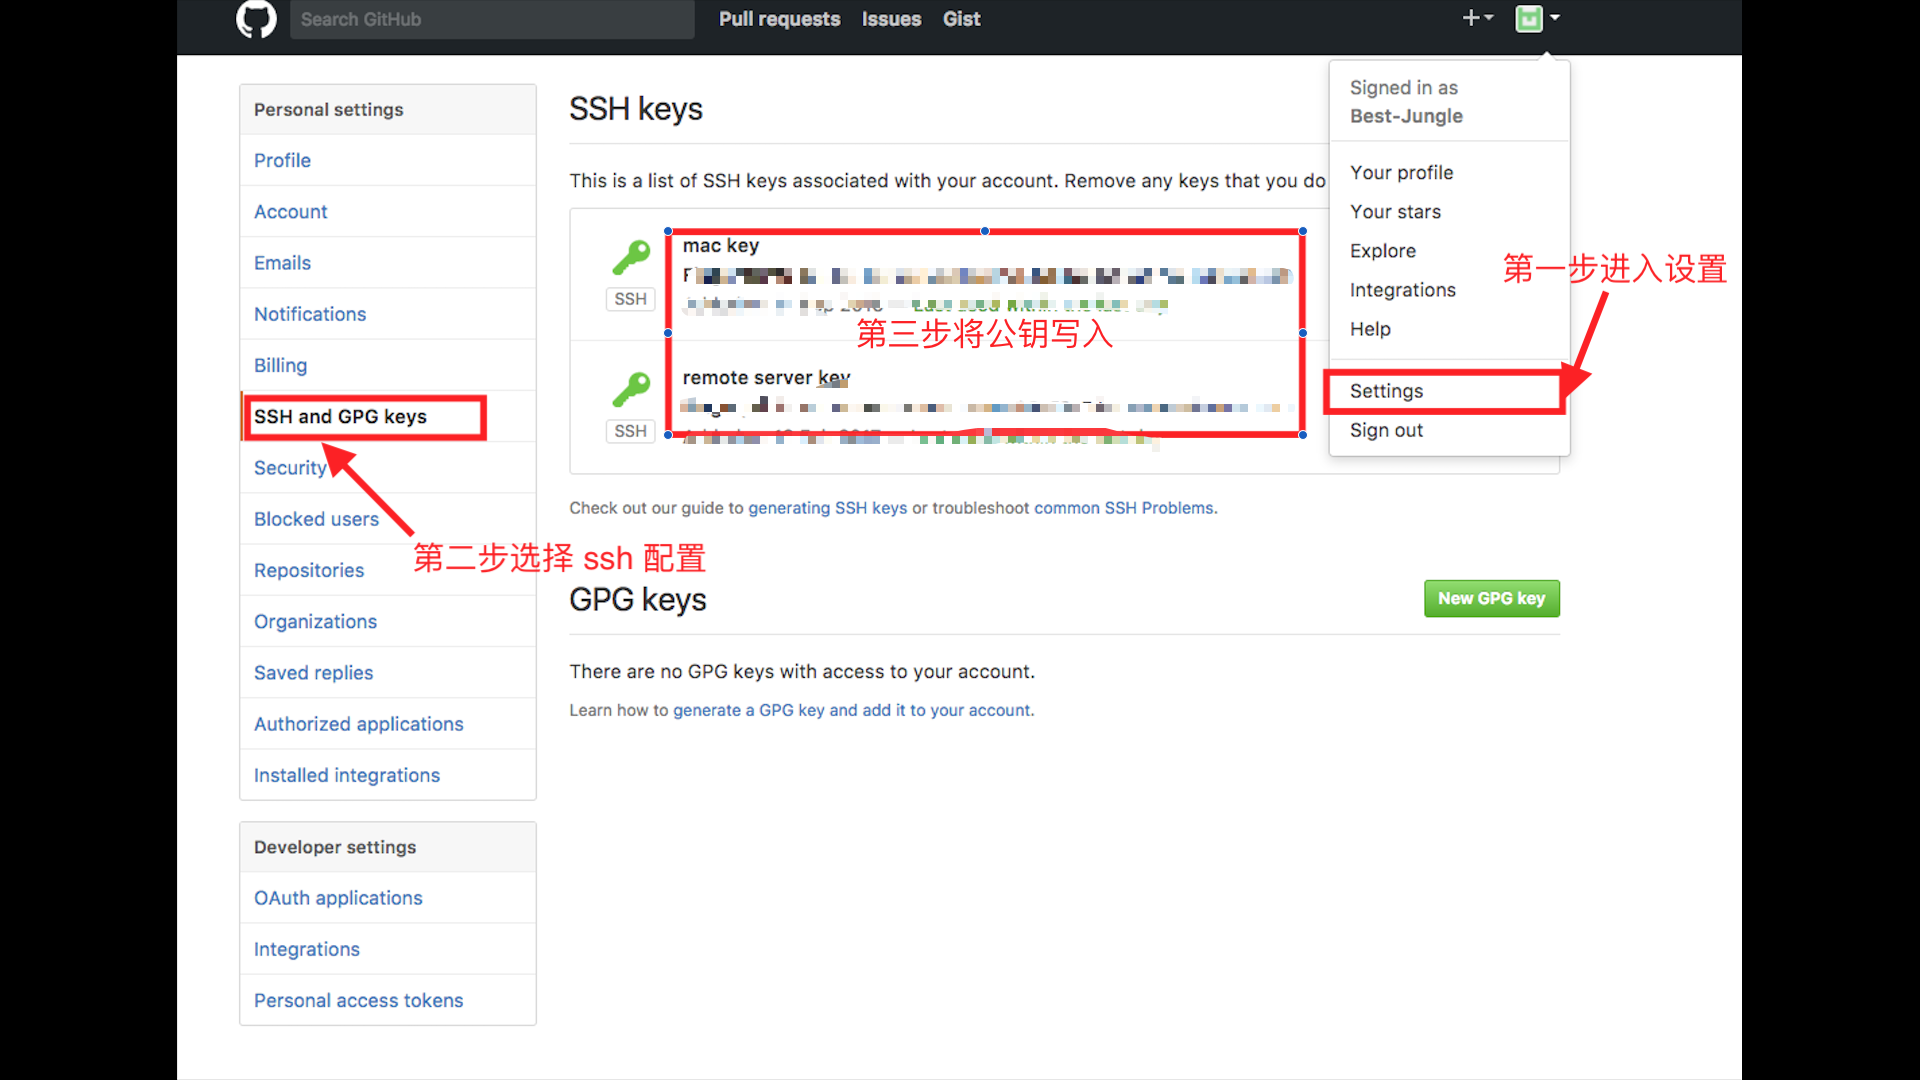 Search GitHub
Pull requests
Issues
Gist
Signed in as
Best-Jungle
Your profile
Your stars
Explore
Integrations
Help
Settings
Sign out
第一步进入设置
Personal settings
Profile
Account
Emails
Notifications
Billing
SSH and GPG keys
Security
Blocked users
Repositories
Organizations
Saved replies
Authorized applications
Installed integrations
第二步选择 ssh 配置
Developer settings
OAuth applications
Integrations
Personal access tokens
SSH keys
This is a list of SSH keys associated with your account. Remove any keys that you do
mac key
SSH
第三步将公钥写入
remote server key
SSH
Check out our guide to generating SSH keys or troubleshoot common SSH Problems.
GPG keys
New GPG key
There are no GPG keys with access to your account.
Learn how to generate a GPG key and add it to your account.